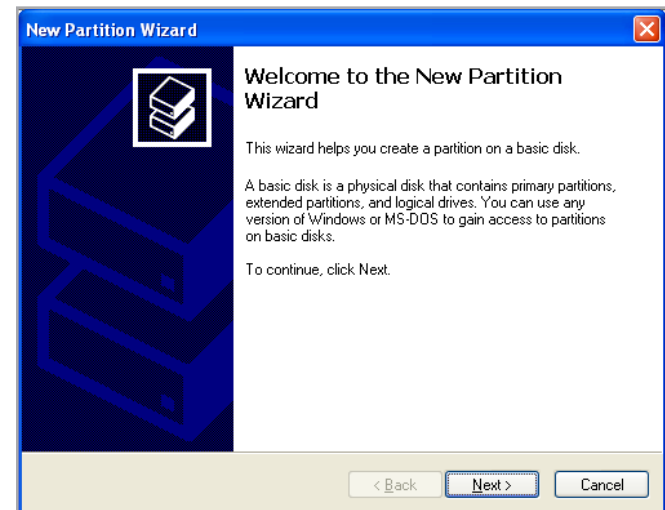 New Partition Wizard
Welcome to the New Partition
Wizard
This wizard helps you create a partition on a basic disk.
A basic disk is a physical disk that contains primary partitions,
extended partitions, and logical drives. You can use any
version of Windows or MS-DOS to gain access to partitions
on basic disks.
To continue, click Next.
< Back
Next >
Cancel